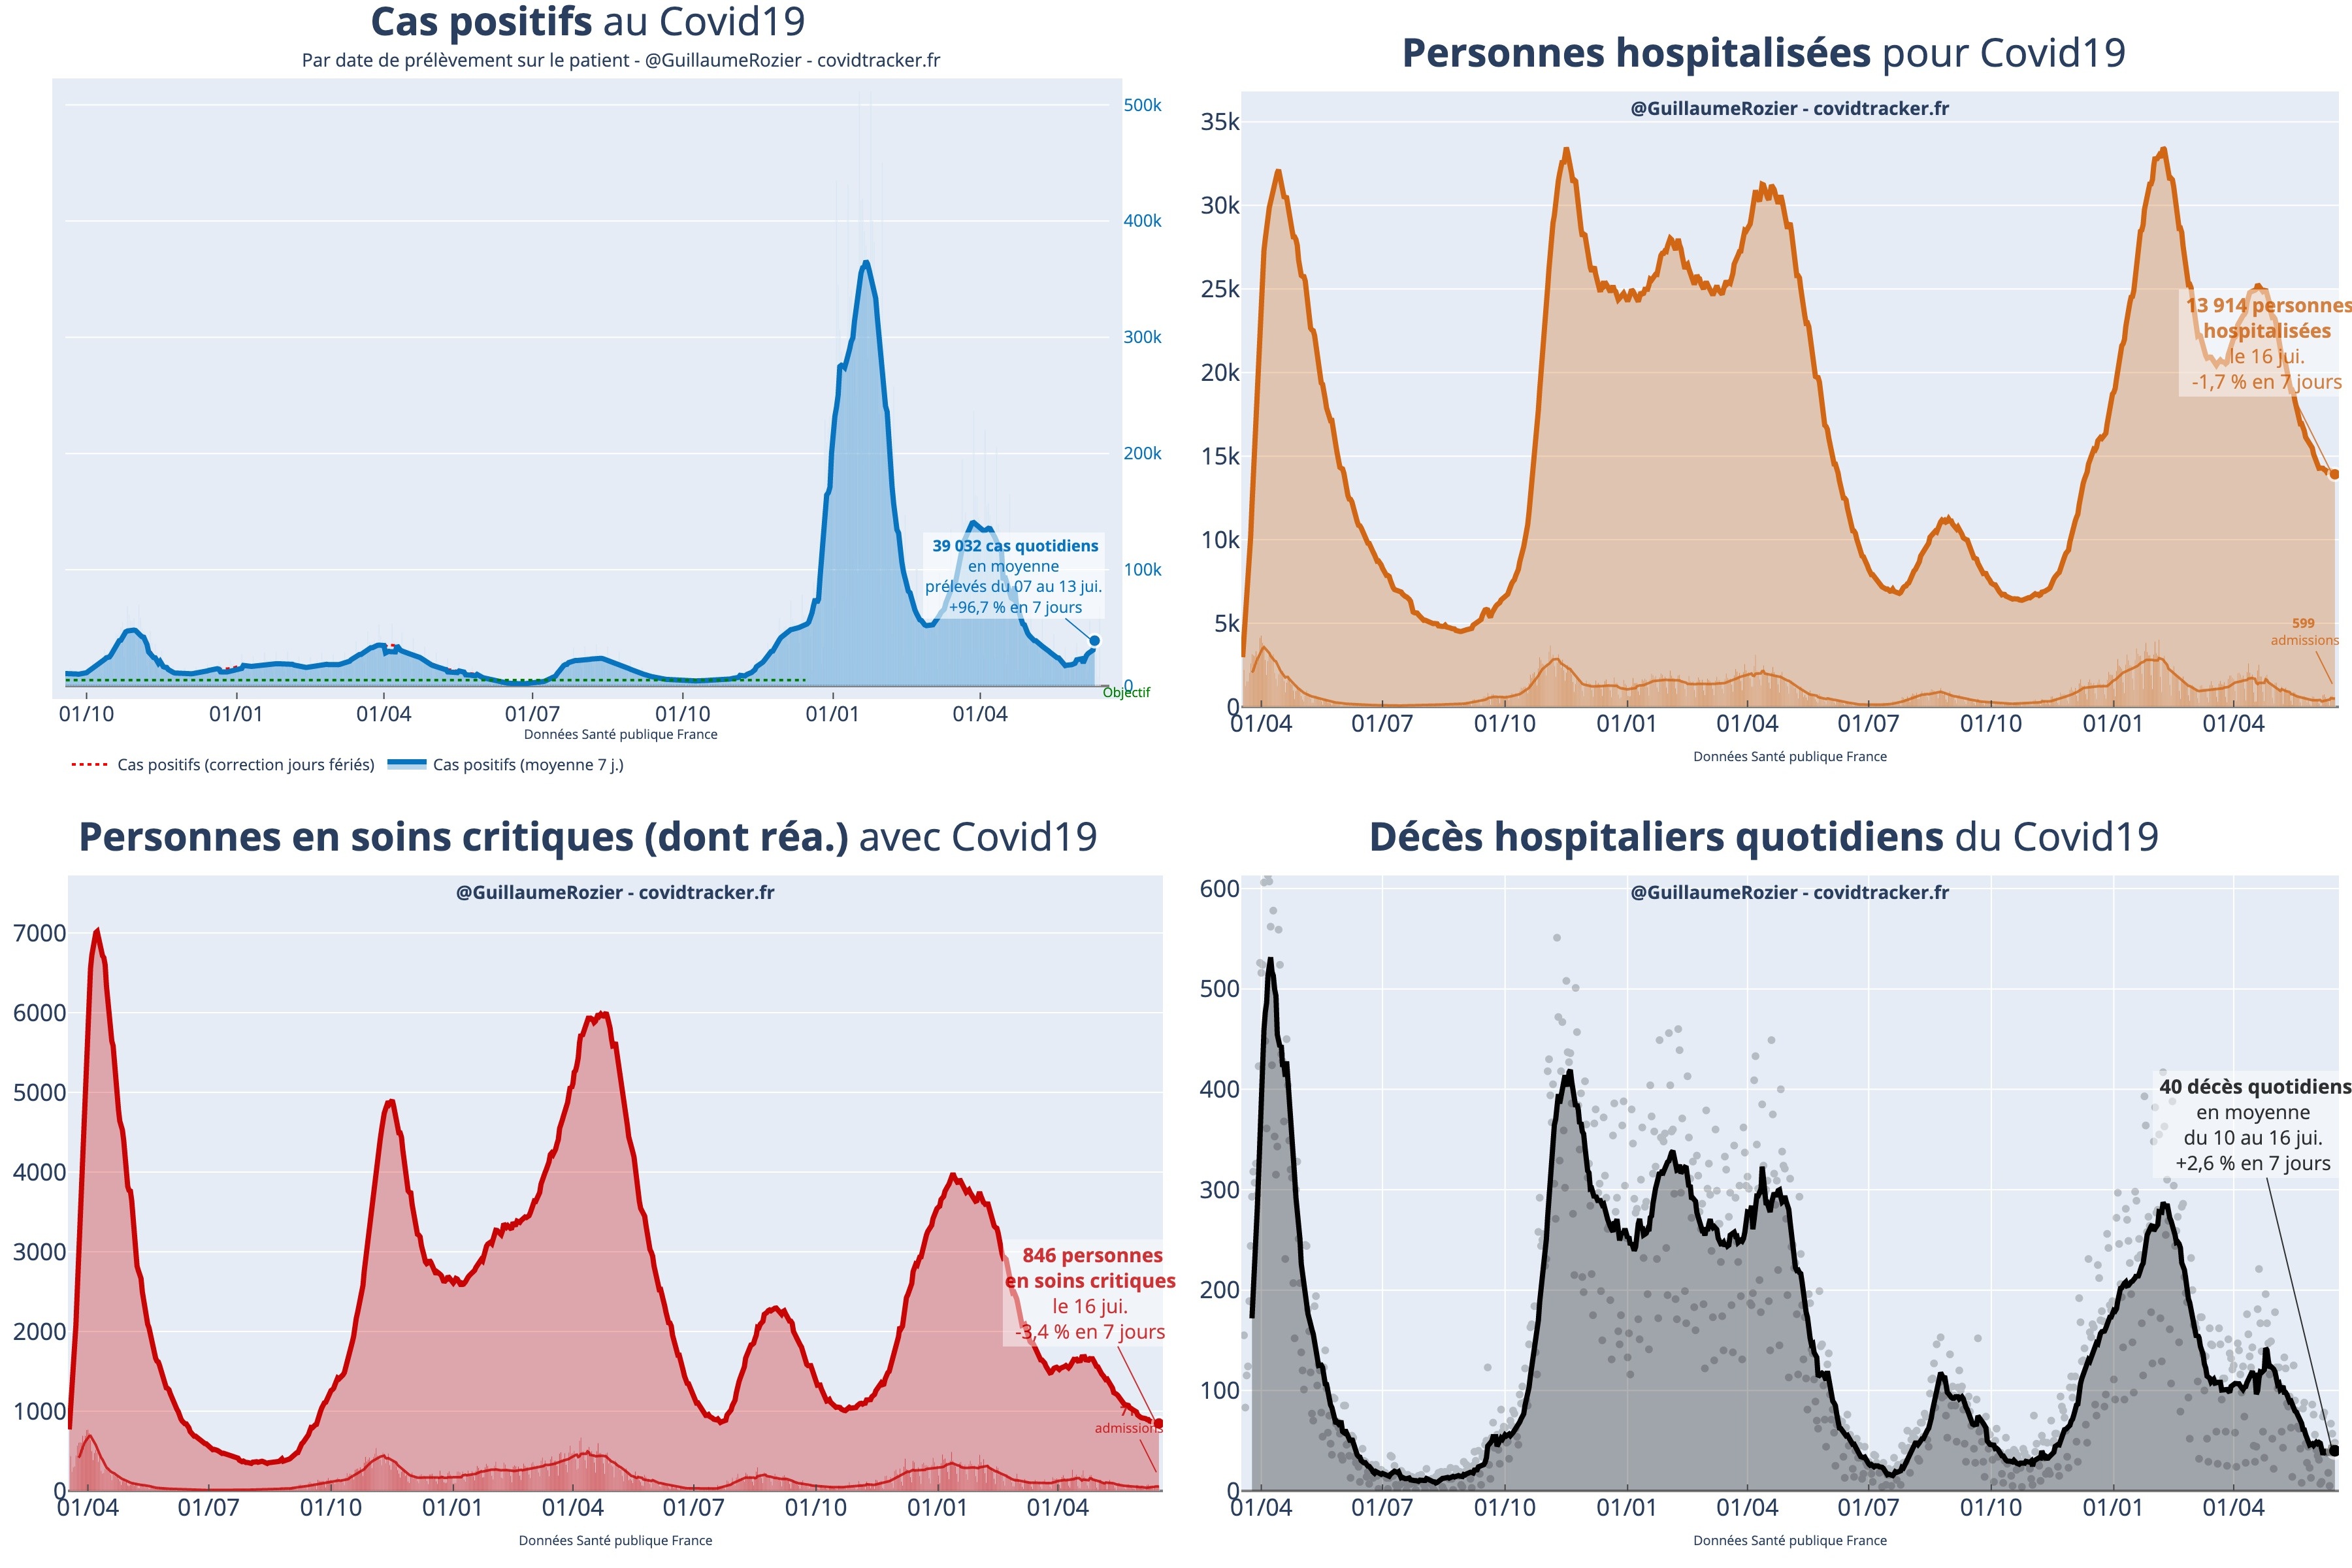 Cas positifs au Covid19
Par date de prélèvement sur le patient - @GuillaumeRozier - covidtracker.fr
500k
400k
300k
200k
100k
0
39 032 cas quotidiens
en moyenne
prélevés du 07 au 13 jui.
+96,7 % en 7 jours
Objectif
01/10 01/01 01/04 01/07 01/10 01/01 01/04
Données Santé publique France
Cas positifs (correction jours fériés) Cas positifs (moyenne 7 j.)
Personnes hospitalisées pour Covid19
@GuillaumeRozier - covidtracker.fr
35k
30k
25k
20k
15k
10k
5k
0
13 914 personnes
hospitalisées
le 16 jui.
-1,7 % en 7 jours
599
admissions
01/04 01/07 01/10 01/01 01/04 01/07 01/10 01/01 01/04
Données Santé publique France
Personnes en soins critiques (dont réa.) avec Covid19
@GuillaumeRozier - covidtracker.fr
7000
6000
5000
4000
3000
2000
1000
0
846 personnes
en soins critiques
le 16 jui.
-3,4 % en 7 jours
admissions
01/04 01/07 01/10 01/01 01/04 01/07 01/10 01/01 01/04
Données Santé publique France
Décès hospitaliers quotidiens du Covid19
@GuillaumeRozier - covidtracker.fr
600
500
400
300
200
100
0
40 décès quotidiens
en moyenne
du 10 au 16 jui.
+2,6 % en 7 jours
01/04 01/07 01/10 01/01 01/04 01/07 01/10 01/01 01/04
Données Santé publique France